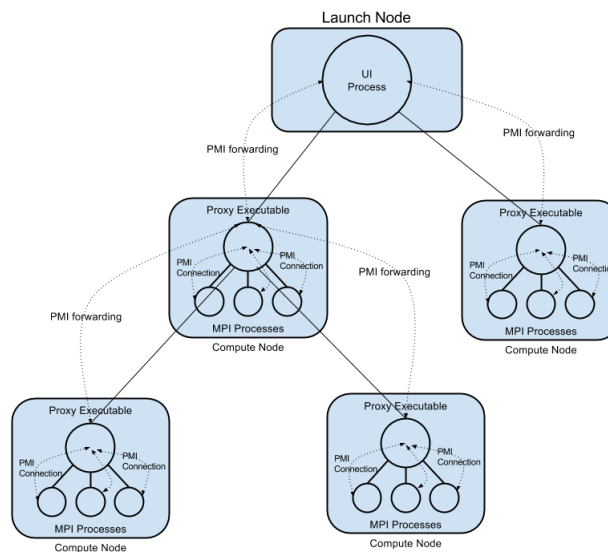 Launch Node
UI
Process
PMI forwarding
PMI forwarding
Proxy Executable
PMI
Connection
PMI
Connection
MPI Processes
Compute Node
Proxy Executable
PMI
Connection
PMI
Connection
MPI Processes
Compute Node
PMI forwarding
PMI forwarding
Proxy Executable
PMI
Connection
PMI
Connection
MPI Processes
Compute Node
Proxy Executable
PMI
Connection
PMI
Connection
MPI Processes
Compute Node